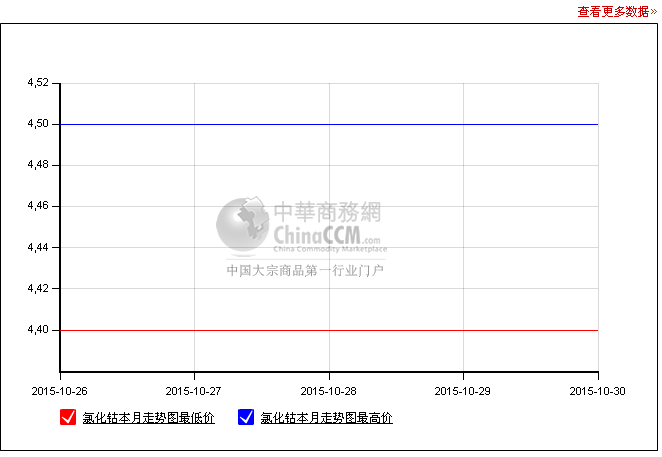 查看更多数据»
4,52
4,50
4,48
4,46
4,44
4,42
4,40
中華商務網
ChinaCCM.com
China Commodity Marketplace
中国大宗商品第一行业门户
2015-10-26 2015-10-27 2015-10-28 2015-10-29 2015-10-30
氯化钴本月走势图最低价 氯化钴本月走势图最高价